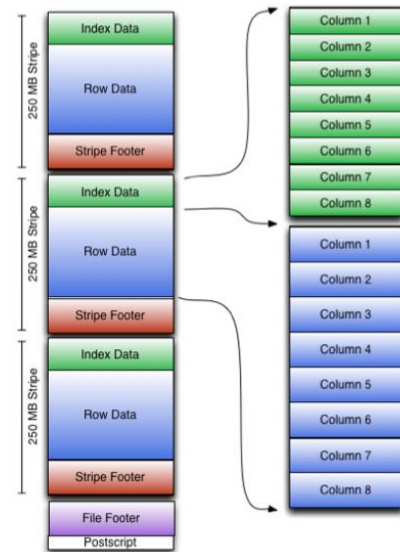 250 MB Stripe
Index Data
Row Data
Stripe Footer
250 MB Stripe
Index Data
Row Data
Stripe Footer
250 MB Stripe
Index Data
Row Data
Stripe Footer
File Footer
Postscript
Column 1
Column 2
Column 3
Column 4
Column 5
Column 6
Column 7
Column 8
Column 1
Column 2
Column 3
Column 4
Column 5
Column 6
Column 7
Column 8